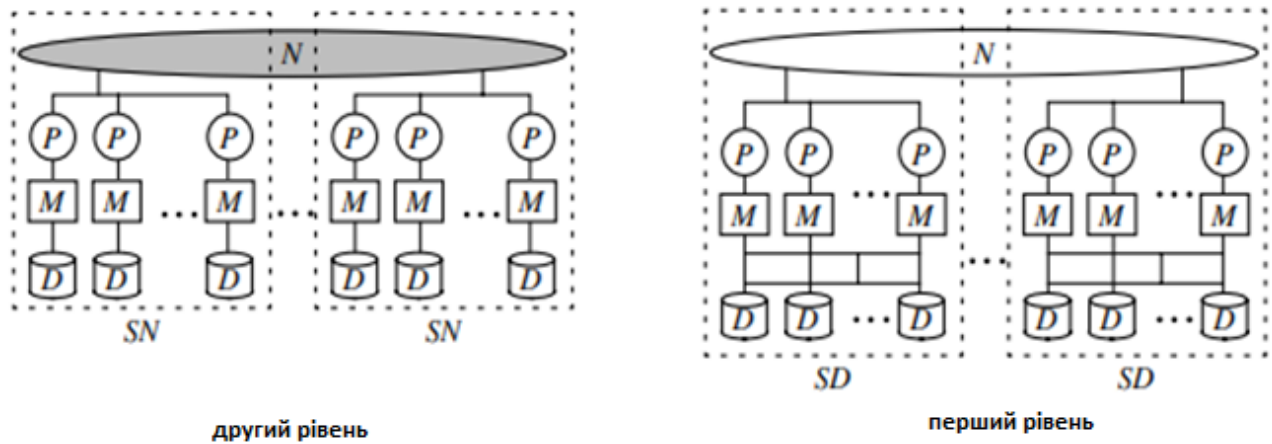 N
P P P P P P
M M ... M ... M M ... M
D D D D D D
SN SN
другий рівень
N
P P P P P P
M M ... M M M ... M
...
D D ... D D D ... D
SD SD
перший рівень